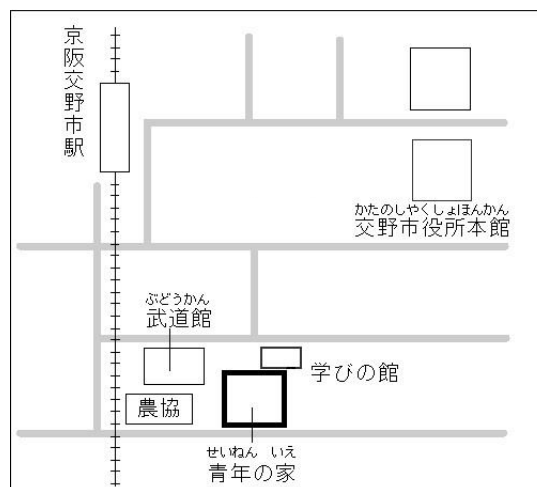 京阪交野市駅
かたのしやくしょほんかん
交野市役所本館
ぶどうかん
武道館
学びの館
農協
せいねん いえ
青年の家